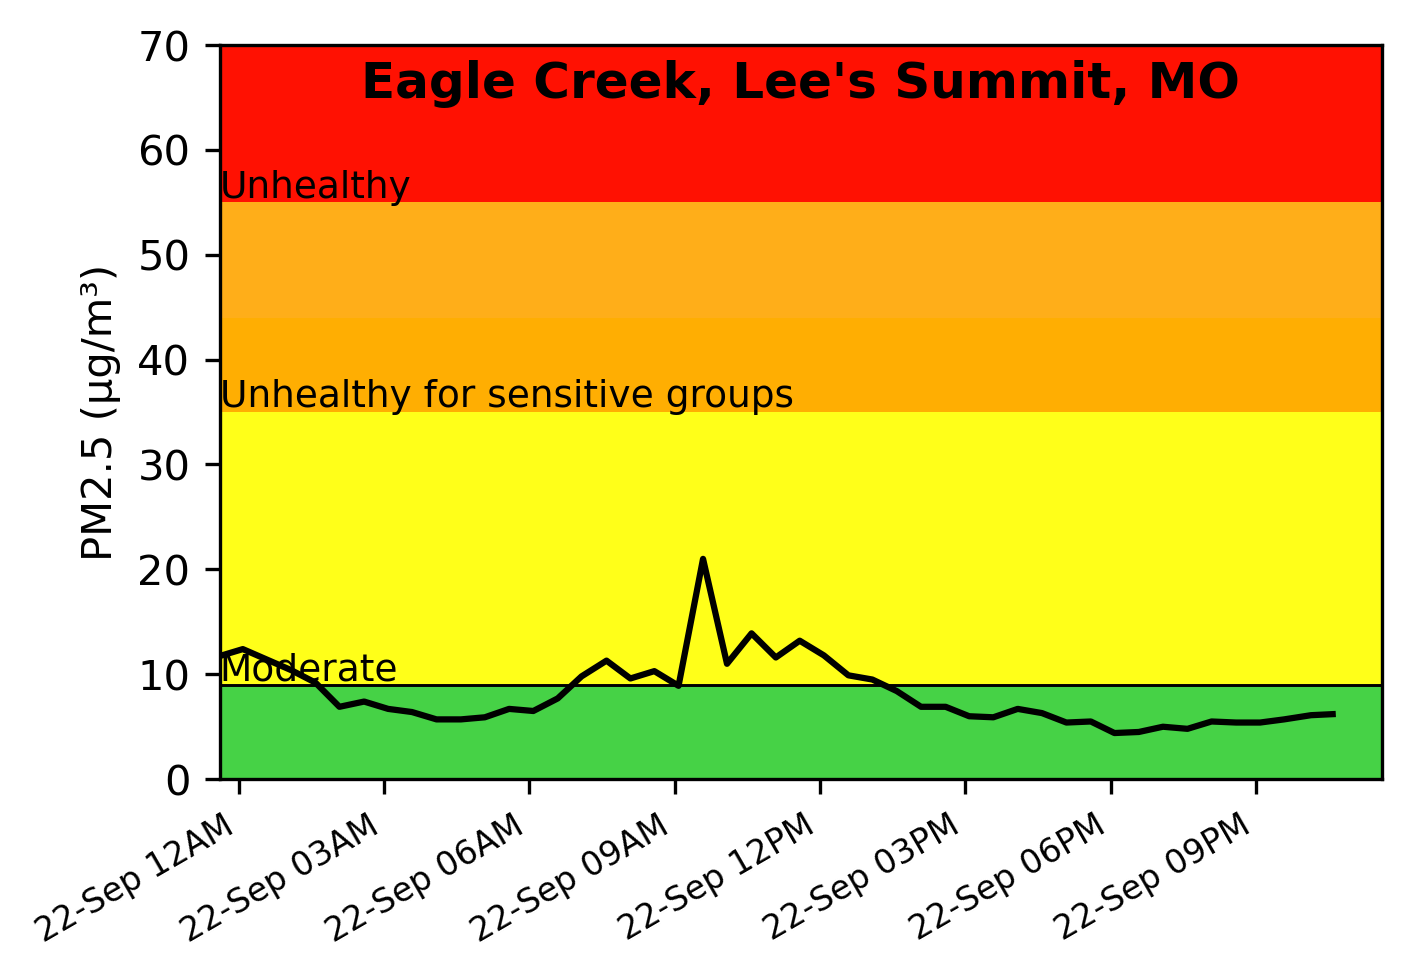 Eagle Creek, Lee's Summit, MO
70
60
Unhealthy
50
40
Unhealthy for sensitive groups
30
20
Moderate
10
0
PM2.5 (μg/m³)
22-Sep 12AM
22-Sep 03AM
22-Sep 06AM
22-Sep 09AM
22-Sep 12PM
22-Sep 03PM
22-Sep 06PM
22-Sep 09PM